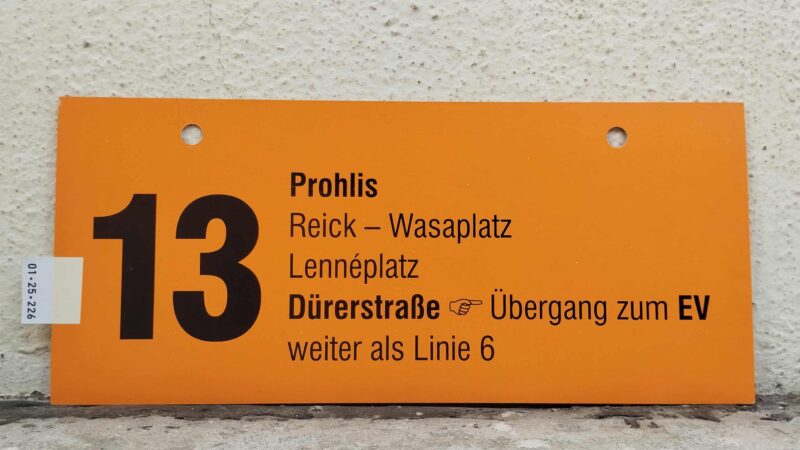 13
Prohlis
Reick – Wasaplatz
Lennéplatz
Dürerstraße ☞ Übergang zum EV
weiter als Linie 6
01·25·226